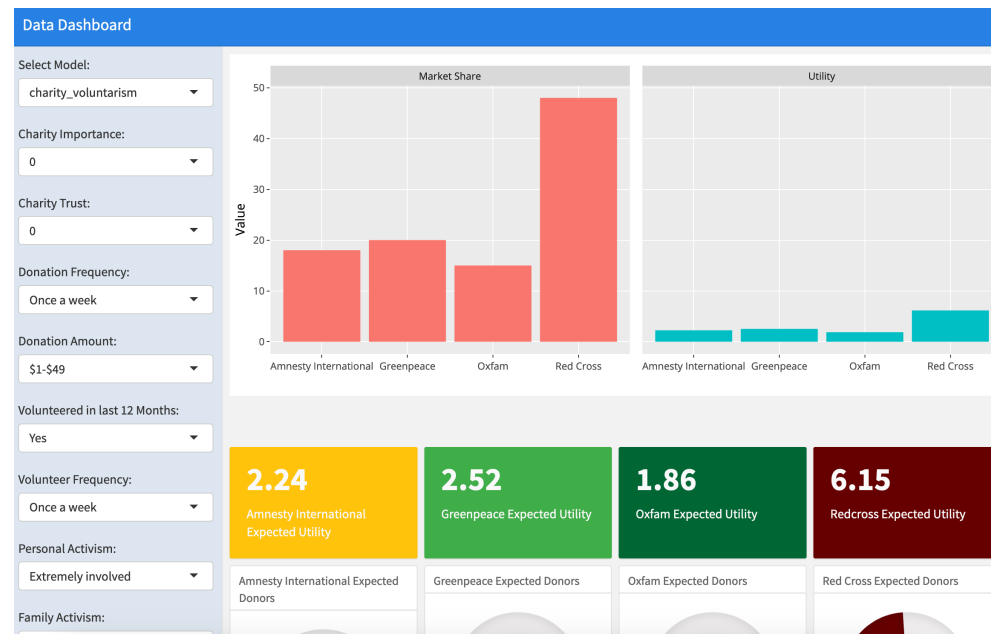 Data Dashboard
Select Model:
charity_voluntarism
Charity Importance:
0
Charity Trust:
0
Donation Frequency:
Once a week
Donation Amount:
$1-$49
Volunteered in last 12 Months:
Yes
Volunteer Frequency:
Once a week
Personal Activism:
Extremely involved
Family Activism:
Market Share
Utility
Value
50
40
30
20
10
0
Amnesty International Greenpeace Oxfam Red Cross
Amnesty International Greenpeace Oxfam Red Cross
2.24
Amnesty International
Expected Utility
2.52
Greenpeace Expected Utility
1.86
Oxfam Expected Utility
6.15
Redcross Expected Utility
Amnesty International Expected
Donors
Greenpeace Expected Donors
Oxfam Expected Donors
Red Cross Expected Donors